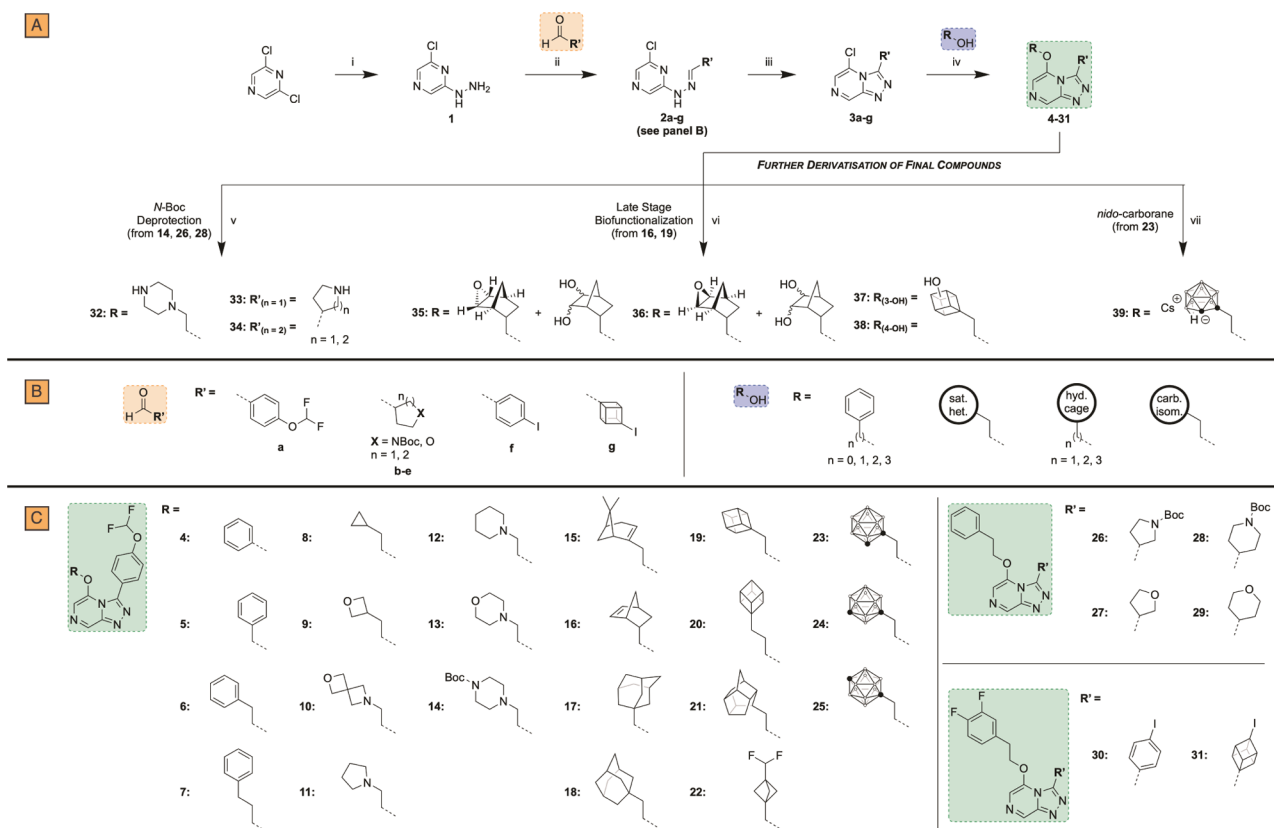 A
Cl
N
N
Cl
i
Cl
N
N
N
H
NH2
1
O
H
R'
ii
Cl
R'
N
N
N
H
N
2a-g
(see panel B)
iii
Cl
R'
N
N
N
N
3a-g
R
OH
iv
R
O
R'
N
N
N
N
4-31
FURTHER DERIVATISATION OF FINAL COMPOUNDS
N-Boc
Deprotection
(from 14, 26, 28)
v
Late Stage
Biofunctionalization
(from 16, 19)
vi
nido-carborane
(from 23)
vii
HN
N
32: R =
33: R'(n = 1) =
34: R'(n = 2) =
NH
n
n = 1, 2
35: R =
H
O
H
H
+
HO
HO
36: R =
H
O
H
H
+
HO
HO
37: R(3-OH) =
38: R(4-OH) =
HO
39: R =
Cs+
H
⊖
B
O
H
R'
R' =
O
F
F
a
n
X
X = NBoc, O
n = 1, 2
b-e
I
f
I
g
R
OH
R =
n
n = 0, 1, 2, 3
sat.
het.
hyd.
cage
n
n = 1, 2, 3
carb.
isom.
C
F
F
O
R
O
N
N
N
N
R =
4:
8:
12:
N
15:
19:
23:
5:
9:
O
13:
O
N
16:
20:
24:
6:
10:
O
N
14:
Boc
N
N
17:
21:
25:
7:
11:
N
18:
22:
F
F
O
R'
N
N
N
N
R' =
26:
Boc
N
28:
Boc
N
27:
O
29:
O
F
F
O
R'
N
N
N
N
R' =
30:
I
31:
I